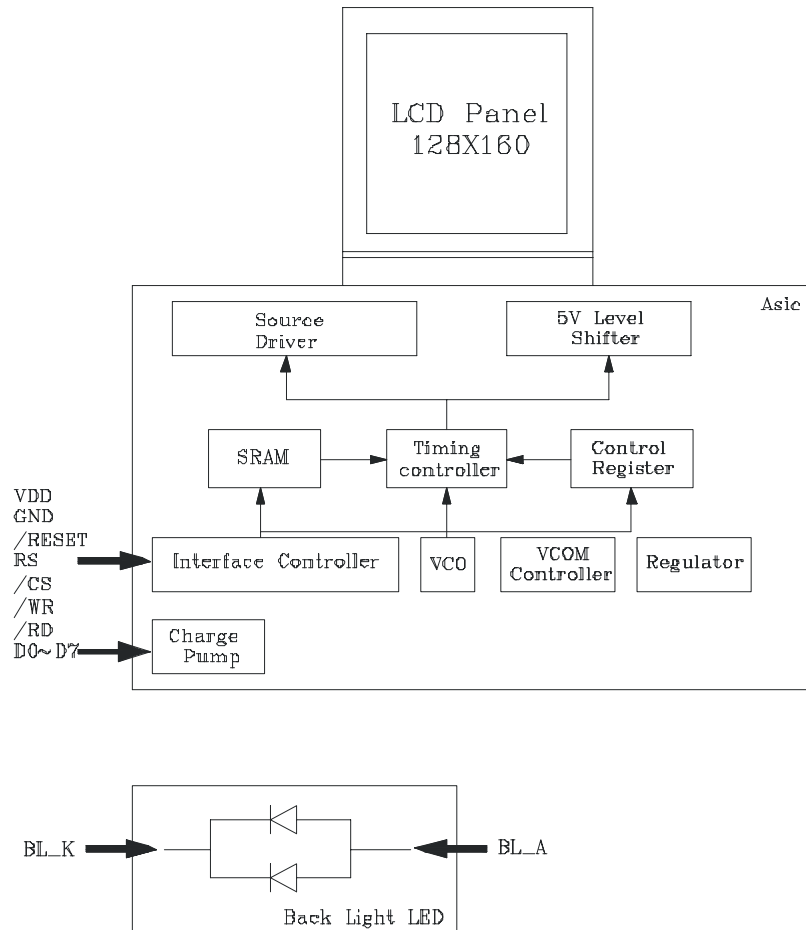 LCD Panel
128X160
Asic
Source
Driver
5V Level
Shifter
SRAM
Timing
controller
Control
Register
VDD
GND
/RESET
RS
/CS
/WR
/RD
D0~D7
Interface Controller
VCO
VCOM
Controller
Regulator
Charge
Pump
BL_K
BL_A
Back Light LED